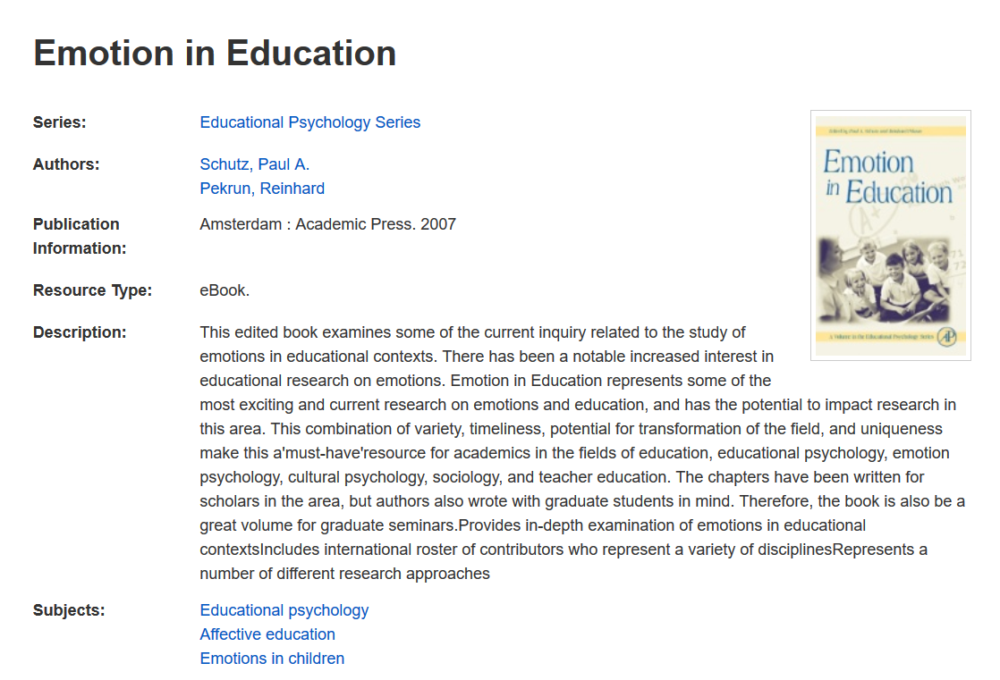 Emotion in Education
Series:
Educational Psychology Series
Authors:
Schutz, Paul A.
Pekrun, Reinhard
Publication
Information:
Amsterdam : Academic Press. 2007
Resource Type:
eBook.
Description:
This edited book examines some of the current inquiry related to the study of
emotions in educational contexts. There has been a notable increased interest in
educational research on emotions. Emotion in Education represents some of the
most exciting and current research on emotions and education, and has the potential to impact research in
this area. This combination of variety, timeliness, potential for transformation of the field, and uniqueness
make this a'must-have'resource for academics in the fields of education, educational psychology, emotion
psychology, cultural psychology, sociology, and teacher education. The chapters have been written for
scholars in the area, but authors also wrote with graduate students in mind. Therefore, the book is also be a
great volume for graduate seminars.Provides in-depth examination of emotions in educational
contextsIncludes international roster of contributors who represent a variety of disciplinesRepresents a
number of different research approaches
Subjects:
Educational psychology
Affective education
Emotions in children
Emotion
in Education
A+
A Volume in the Educational Psychology Series
AP